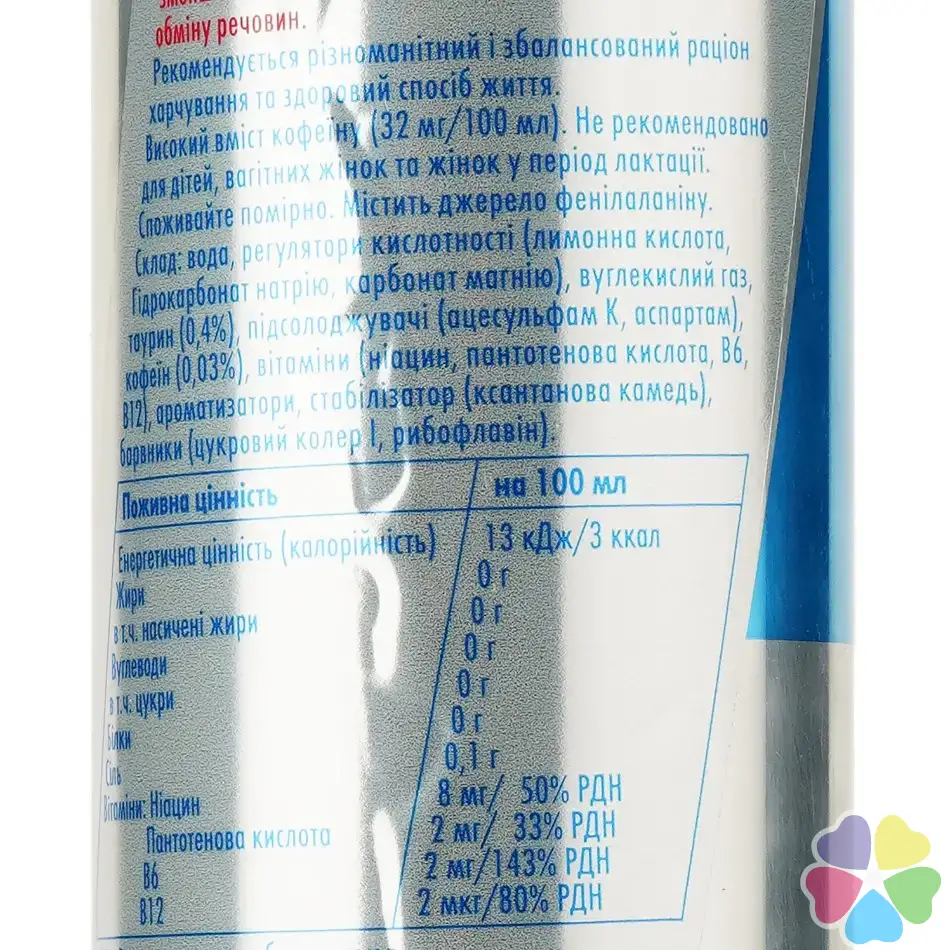 обміну речовин.
Рекомендується різноманітний і збалансований раціон
харчування та здоровий спосіб життя.
Високий вміст кофеїну (32 мг/100 мл). Не рекомендовано
для дітей, вагітних жінок та жінок у період лактації.
Споживайте помірно. Містить джерело фенілаланіну.
Склад: вода, регулятори кислотності (лимонна кислота,
Гідрокарбонат натрію, карбонат магнію), вуглекислий газ,
таурин (0,4%), підсолоджувачі (ацесульфам К, аспартам),
кофеїн (0,03%), вітаміни (ніацин, пантотенова кислота, В6,
В12), ароматизатори, стабілізатор (ксантанова камедь),
барвники (цукровий колер І, рибофлавін).
Поживна цінність на 100 мл
Енергетична цінність (калорійність) 13 кДж/3 ккал
Жири 0 г
в т.ч. насичені жири 0 г
Вуглеводи 0 г
в т.ч. цукри 0 г
Білки 0 г
Сіль 0,1 г
Вітаміни: Ніацин 8 мг/ 50% РДН
Пантотенова кислота 2 мг/ 33% РДН
В6 2 мг/143% РДН
В12 2 мкг/80% РДН